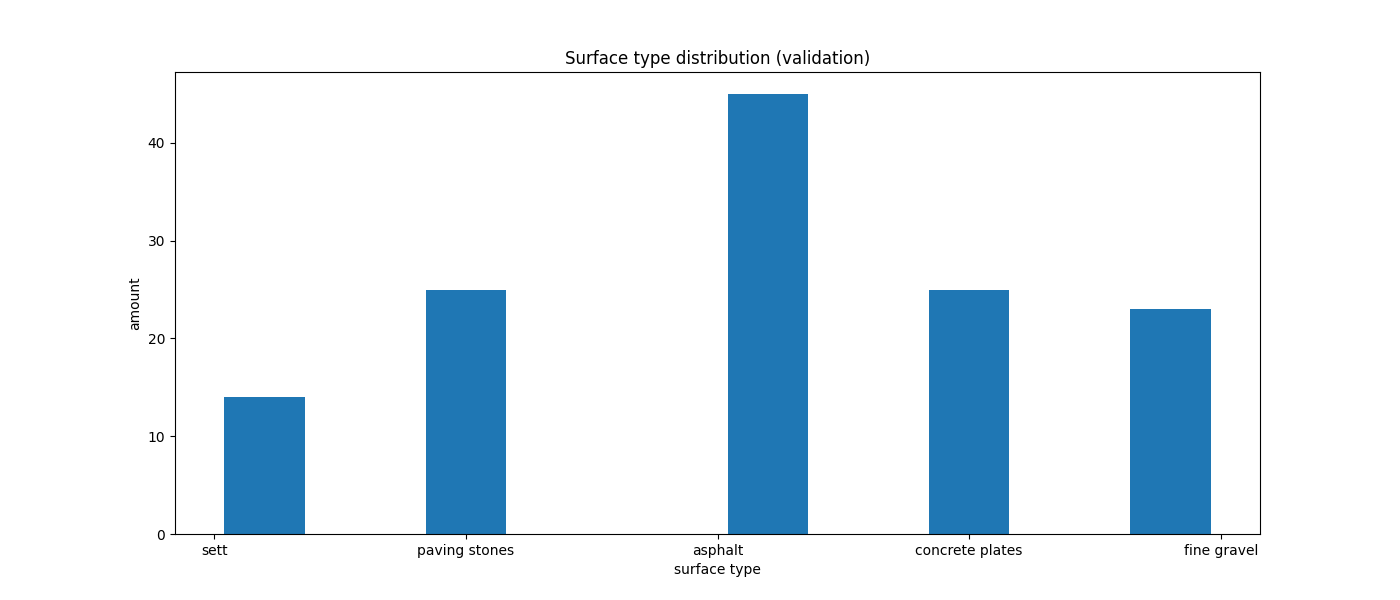 Surface type distribution (validation)
amount
40
30
20
10
0
sett paving stones asphalt concrete plates fine gravel
surface type